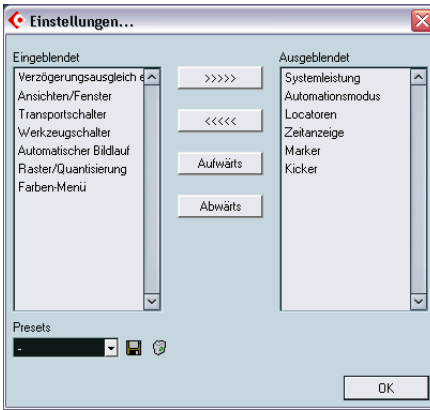 Einstellungen...
Eingeblendet
Verzögerungsausgleich e
Ansichten/Fenster
Transportschalter
Werkzeugschalter
Automatischer Bildlauf
Raster/Quantisierung
Farben-Menü
>>>>>
<<<<<
Aufwärts
Abwärts
Ausgeblendet
Systemleistung
Automationsmodus
Locatoren
Zeitanzeige
Marker
Kicker
Presets
-
OK